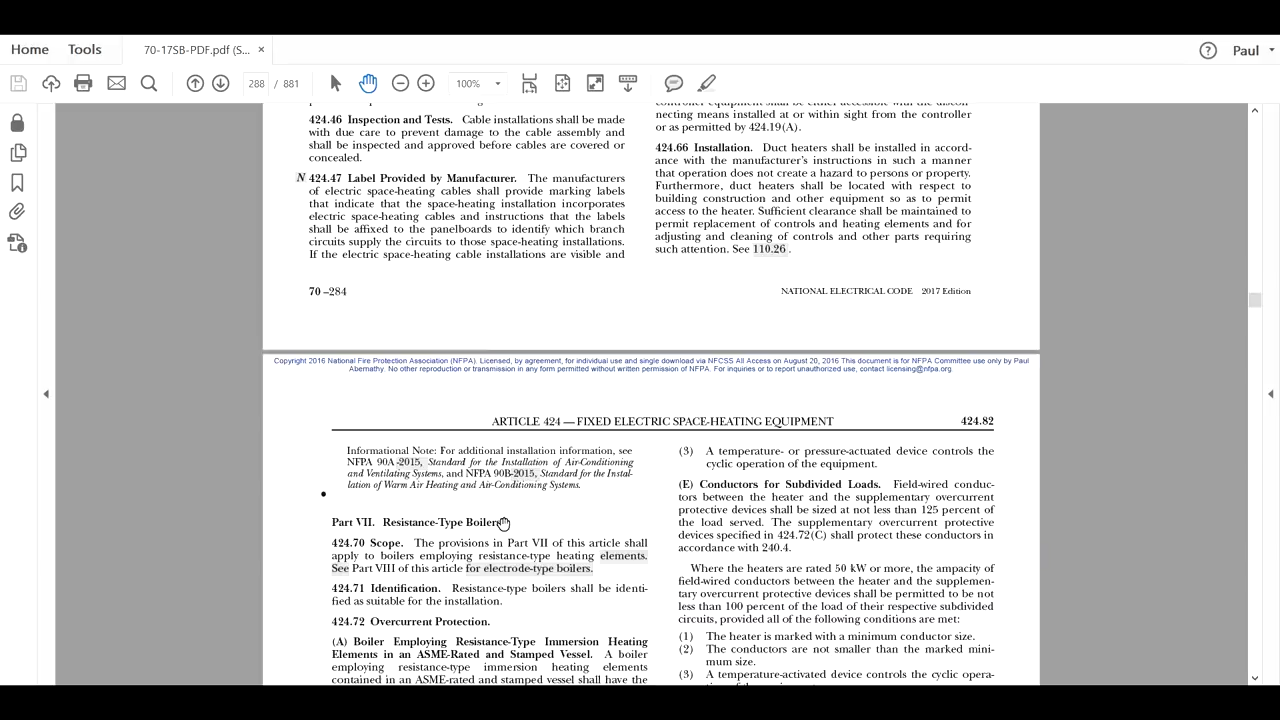 Home
Tools
70-17SB-PDF.pdf (S...
×
Paul
288 / 881
100%
424.46 Inspection and Tests. Cable installations shall be made
with due care to prevent damage to the cable assembly and
shall be inspected and approved before cables are covered or
concealed.
N 424.47 Label Provided by Manufacturer. The manufacturers
of electric space-heating cables shall provide marking labels
that indicate that the space-heating installation incorporates
electric space-heating cables and instructions that the labels
shall be affixed to the panelboards to identify which branch
circuits supply the circuits to those space-heating installations.
If the electric space-heating cable installations are visible and
controller equipment shall be either accessible with the discon-
necting means installed at or within sight from the controller
or as permitted by 424.19(A).
424.66 Installation. Duct heaters shall be installed in accord-
ance with the manufacturer's instructions in such a manner
that operation does not create a hazard to persons or property.
Furthermore, duct heaters shall be located with respect to
building construction and other equipment so as to permit
access to the heater. Sufficient clearance shall be maintained to
permit replacement of controls and heating elements and for
adjusting and cleaning of controls and other parts requiring
such attention. See 110.26.
70 –284
NATIONAL ELECTRICAL CODE 2017 Edition
Copyright 2016 National Fire Protection Association (NFPA). Licensed, by agreement, for individual use and single download via NFCSS All Access on August 20, 2016 This document is for NFPA Committee use only by Paul
Abernathy. No other reproduction or transmission in any form permitted without written permission of NFPA. For inquiries or to report unauthorized use, contact licensing@nfpa.org
ARTICLE 424 — FIXED ELECTRIC SPACE-HEATING EQUIPMENT
424.82
Informational Note: For additional installation information, see
NFPA 90A-2015, Standard for the Installation of Air-Conditioning
and Ventilating Systems, and NFPA 90B-2015, Standard for the Instal-
lation of Warm Air Heating and Air-Conditioning Systems.
Part VII. Resistance-Type Boilers
424.70 Scope. The provisions in Part VII of this article shall
apply to boilers employing resistance-type heating elements.
See Part VIII of this article for electrode-type boilers.
424.71 Identification. Resistance-type boilers shall be identi-
fied as suitable for the installation.
424.72 Overcurrent Protection.
(A) Boiler Employing Resistance-Type Immersion Heating
Elements in an ASME-Rated and Stamped Vessel. A boiler
employing resistance-type immersion heating elements
contained in an ASME-rated and stamped vessel shall have the
(3) A temperature- or pressure-actuated device controls the
cyclic operation of the equipment.
(E) Conductors for Subdivided Loads. Field-wired conduc-
tors between the heater and the supplementary overcurrent
protective devices shall be sized at not less than 125 percent of
the load served. The supplementary overcurrent protective
devices specified in 424.72(C) shall protect these conductors in
accordance with 240.4.
Where the heaters are rated 50 kW or more, the ampacity of
field-wired conductors between the heater and the supplemen-
tary overcurrent protective devices shall be permitted to be not
less than 100 percent of the load of their respective subdivided
circuits, provided all of the following conditions are met:
(1) The heater is marked with a minimum conductor size.
(2) The conductors are not smaller than the marked mini-
mum size.
(3) A temperature-activated device controls the cyclic opera-